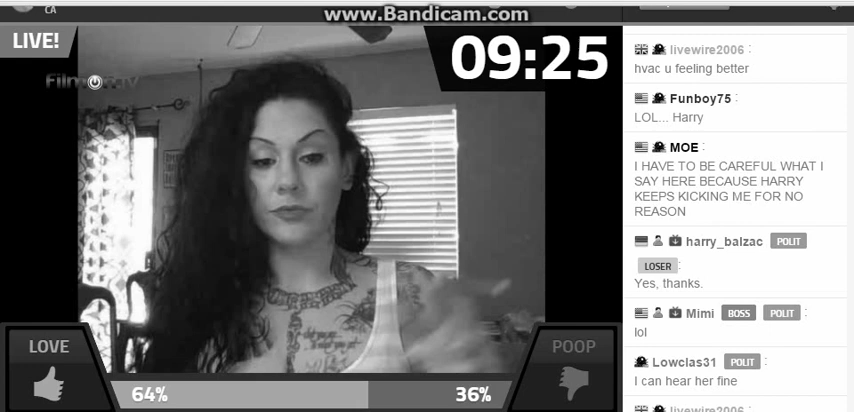 www.Bandicam.com
CA
LIVE!
FilmOn.tv
09:25
LOVE
POOP
64%
36%
livewire2006 :
hvac u feeling better
Funboy75 :
LOL... Harry
MOE :
I HAVE TO BE CAREFUL WHAT I
SAY HERE BECAUSE HARRY
KEEPS KICKING ME FOR NO
REASON
harry_balzac POLIT
LOSER :
Yes, thanks.
Mimi BOSS POLIT :
lol
Lowclas31 POLIT :
I can hear her fine
livewire2006 :